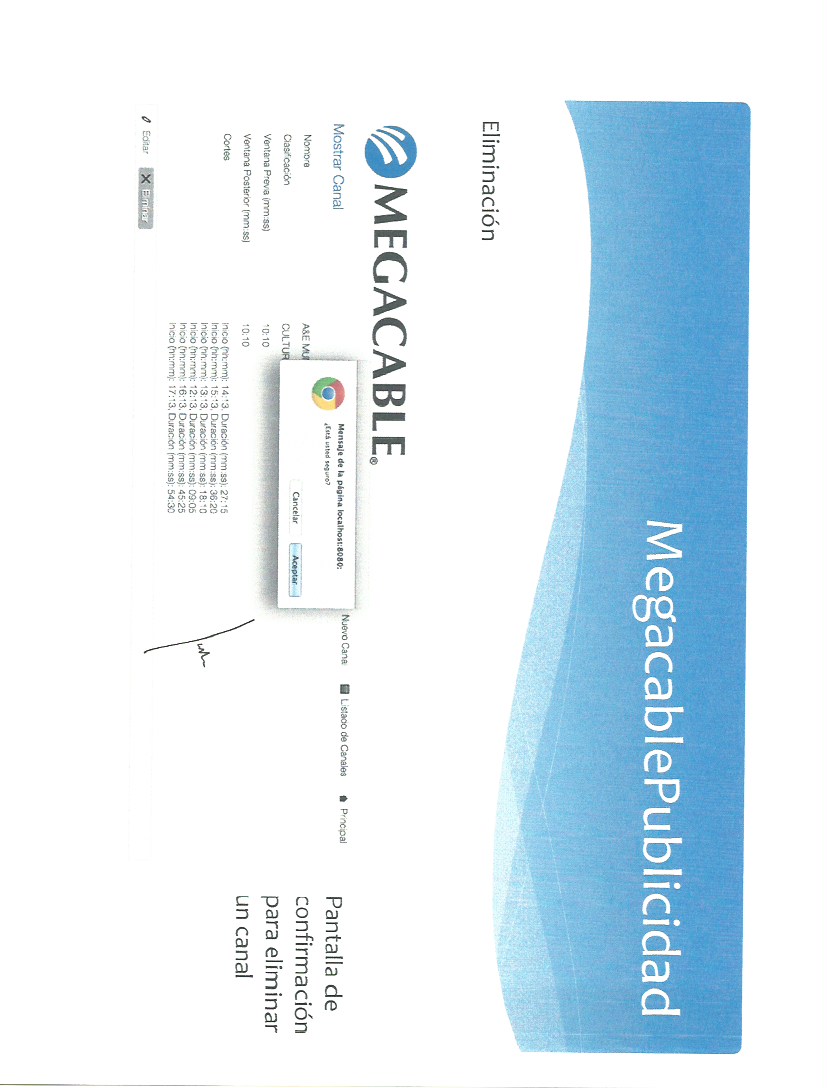 MegacablePublicidad
Eliminación
MEGACABLE®
Mostrar Canal
Nuevo Canal
Listado de Canales
Principal
Nombre
A&E MU
Clasificación
CULTUR
Ventana Previa (mm:ss)
10:10
Ventana Posterior (mm:ss)
10:10
Cortes
Inicio (hh:mm): 14:13, Duración (mm:ss): 27:15
Inicio (hh:mm): 15:13, Duración (mm:ss): 36:20
Inicio (hh:mm): 13:13, Duración (mm:ss): 18:10
Inicio (hh:mm): 12:13, Duración (mm:ss): 09:05
Inicio (hh:mm): 16:13, Duración (mm:ss): 45:25
Inicio (hh:mm): 17:13, Duración (mm:ss): 54:30
Editar
Eliminar
Mensaje de la página localhost:8080:
¿Está usted seguro?
Cancelar
Aceptar
Pantalla de
confirmación
para eliminar
un canal